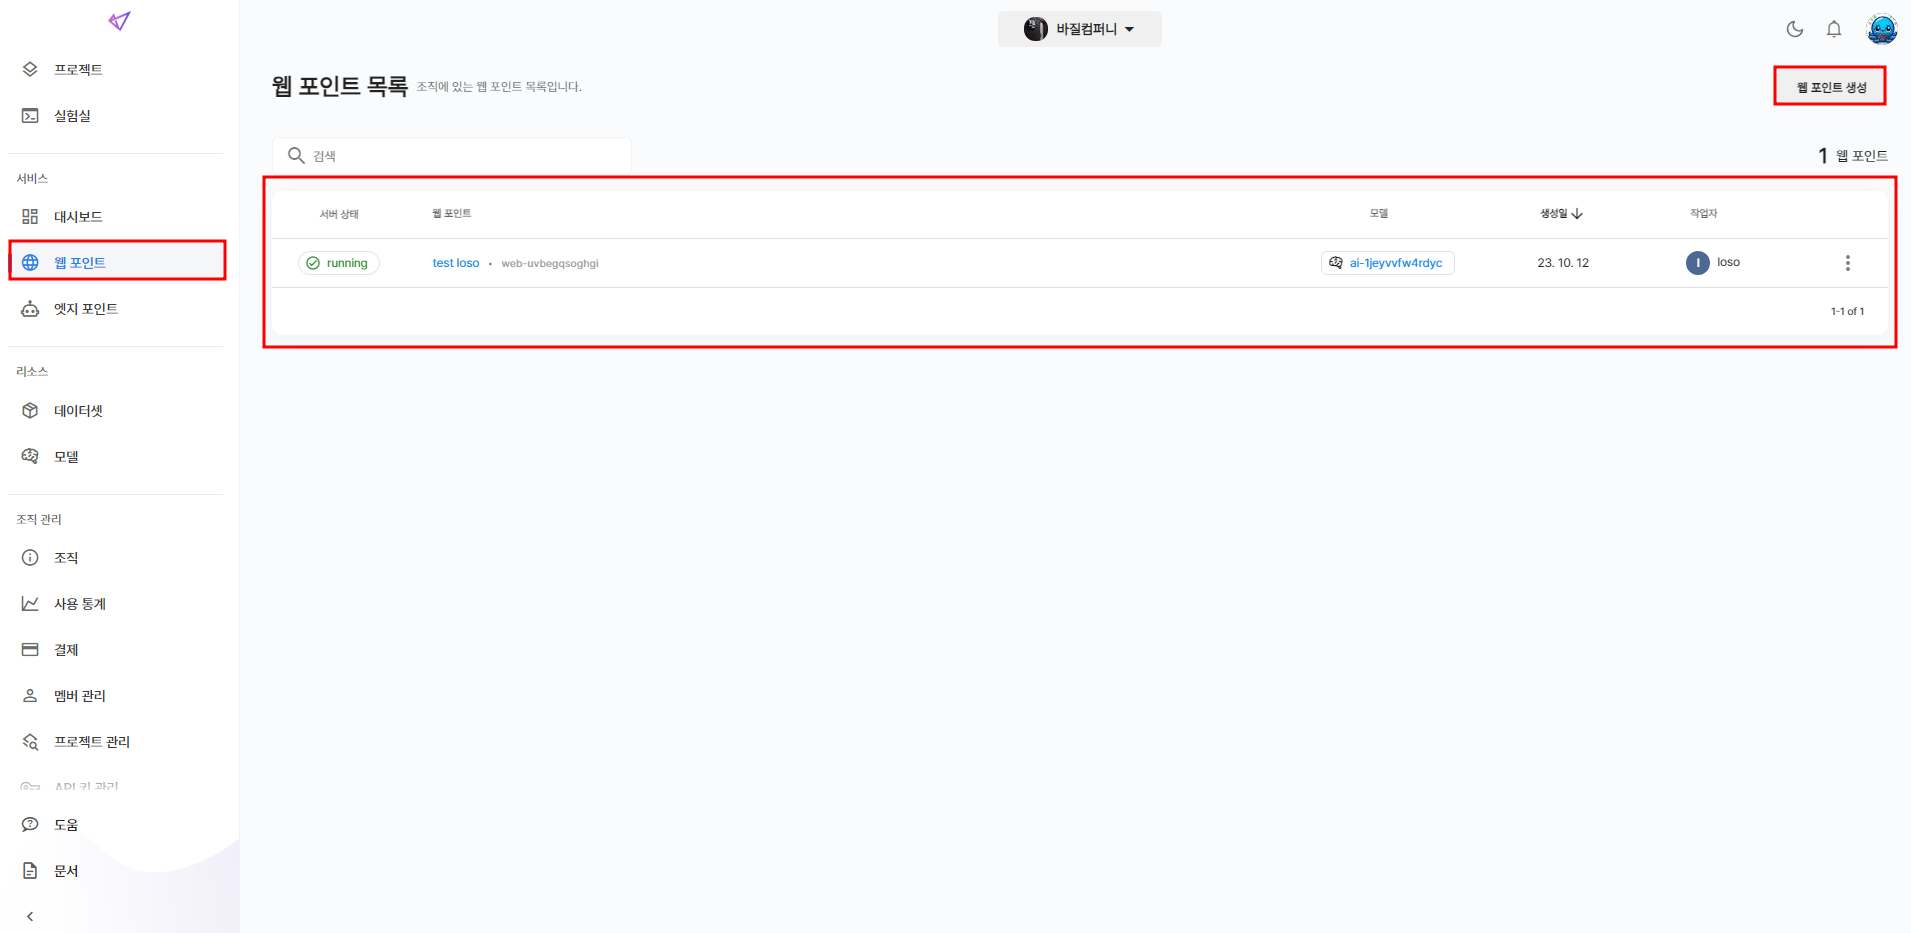 바질컴퍼니
프로젝트
실험실
서비스
대시보드
웹 포인트
엣지 포인트
리소스
데이터셋
모델
조직 관리
조직
사용 통계
결제
멤버 관리
프로젝트 관리
API 키 관리
도움
문서
웹 포인트 목록 조직에 있는 웹 포인트 목록입니다.
웹 포인트 생성
검색
1 웹 포인트
서버 상태 웹 포인트 모델 생성일 작업자
running test loso • web-uvbegqsoghgi ai-1jeyvvfw4rdyc 23. 10. 12 l loso
1-1 of 1